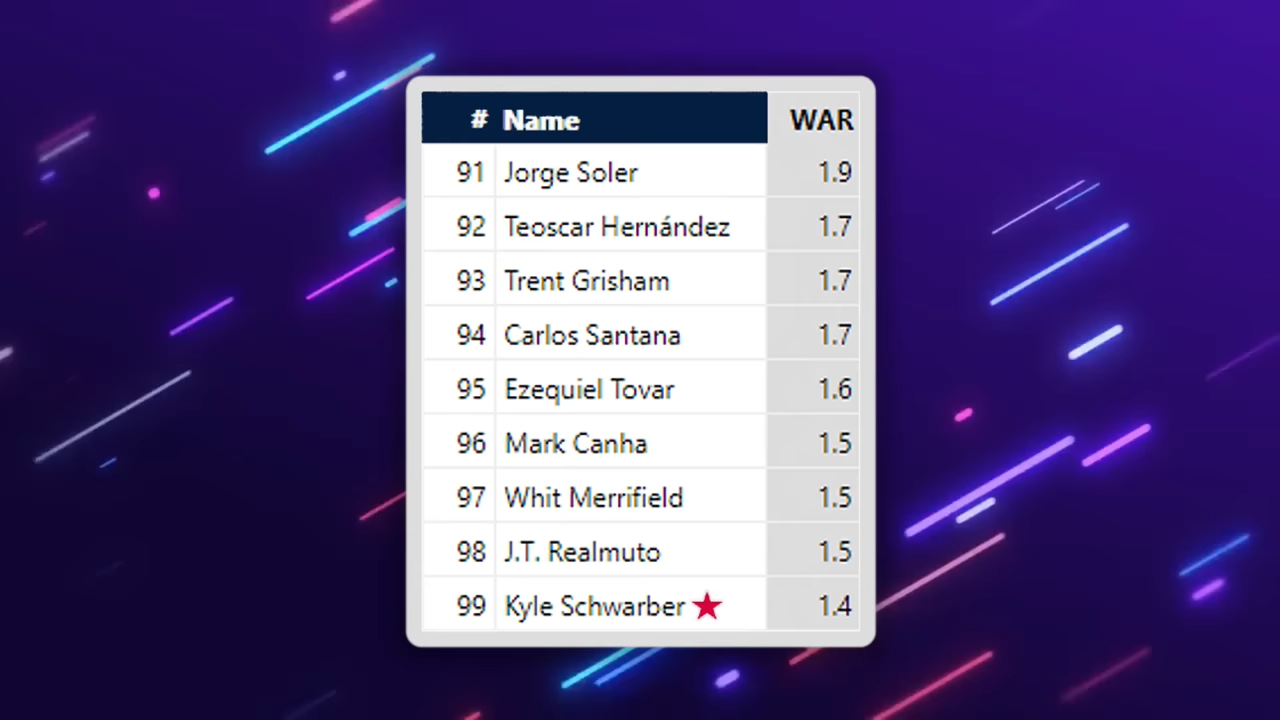 # Name WAR
91 Jorge Soler 1.9
92 Teoscar Hernández 1.7
93 Trent Grisham 1.7
94 Carlos Santana 1.7
95 Ezequiel Tovar 1.6
96 Mark Canha 1.5
97 Whit Merrifield 1.5
98 J.T. Realmuto 1.5
99 Kyle Schwarber 1.4